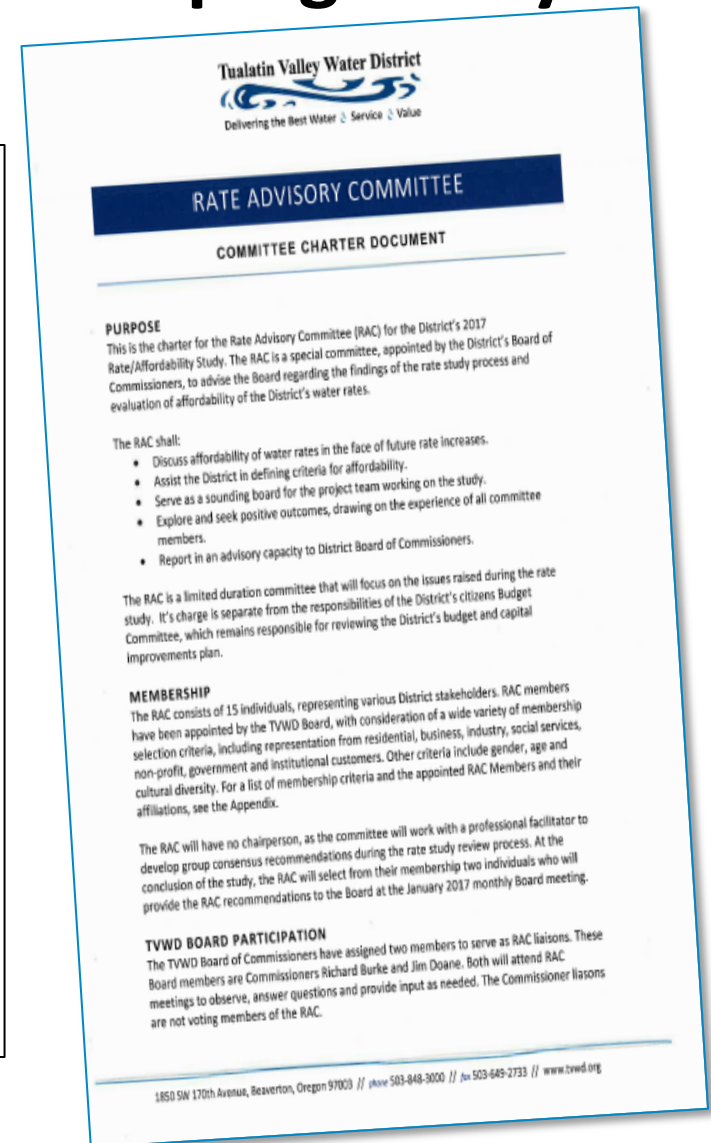 Tualatin Valley Water District
Delivering the Best Water Service Value
RATE ADVISORY COMMITTEE
COMMITTEE CHARTER DOCUMENT
PURPOSE
This is the charter for the Rate Advisory Committee (RAC) for the District's 2017
Rate/Affordability Study. The RAC is a special committee, appointed by the District's Board of
Commissioners, to advise the Board regarding the findings of the rate study process and
evaluation of affordability of the District's water rates.
The RAC shall:
• Discuss affordability of water rates in the face of future rate increases.
• Assist the District in defining criteria for affordability.
• Serve as a sounding board for the project team working on the study.
• Explore and seek positive outcomes, drawing on the experience of all committee
members.
• Report in an advisory capacity to District Board of Commissioners.
The RAC is a limited duration committee that will focus on the issues raised during the rate
study. It's charge is separate from the responsibilities of the District's citizens Budget
Committee, which remains responsible for reviewing the District's budget and capital
improvements plan.
MEMBERSHIP
The RAC consists of 15 individuals, representing various District stakeholders. RAC members
have been appointed by the TVWD Board, with consideration of a wide variety of membership
selection criteria, including representation from residential, business, industry, social services,
non-profit, government and institutional customers. Other criteria include gender, age and
cultural diversity. For a list of membership criteria and the appointed RAC Members and their
affiliations, see the Appendix.
The RAC will have no chairperson, as the committee will work with a professional facilitator to
develop group consensus recommendations during the rate study review process. At the
conclusion of the study, the RAC will select from their membership two individuals who will
provide the RAC recommendations to the Board at the January 2017 monthly Board meeting.
TVWD BOARD PARTICIPATION
The TVWD Board of Commissioners have assigned two members to serve as RAC liaisons. These
Board members are Commissioners Richard Burke and Jim Doane. Both will attend RAC
meetings to observe, answer questions and provide input as needed. The Commissioner liasons
are not voting members of the RAC.
1850 SW 170th Avenue, Beaverton, Oregon 97003 // phone 503-848-3000 // fax 503-649-2733 // www.tvwd.org